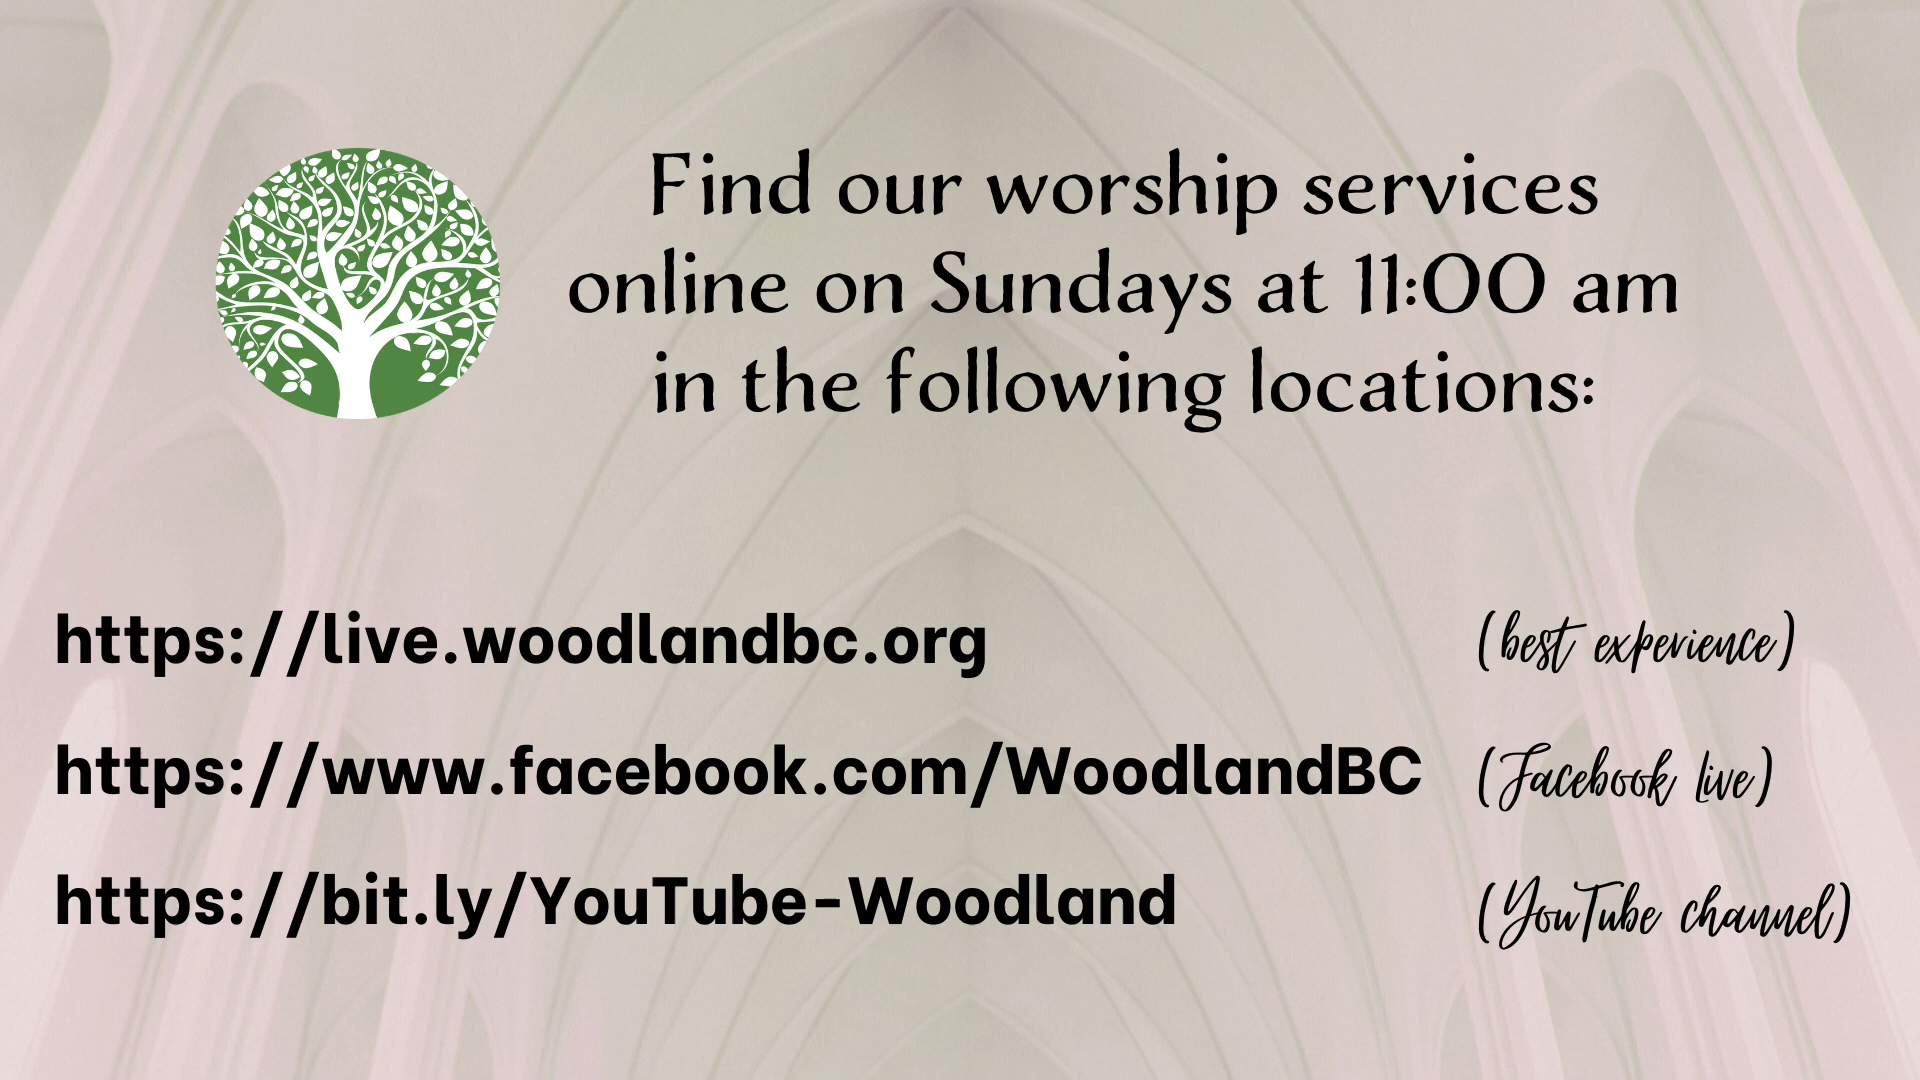 Find our worship services
online on Sundays at 11:00 am
in the following locations:
https://live.woodlandbc.org (best experience)
https://www.facebook.com/WoodlandBC (Facebook live)
https://bit.ly/YouTube-Woodland (YouTube channel)